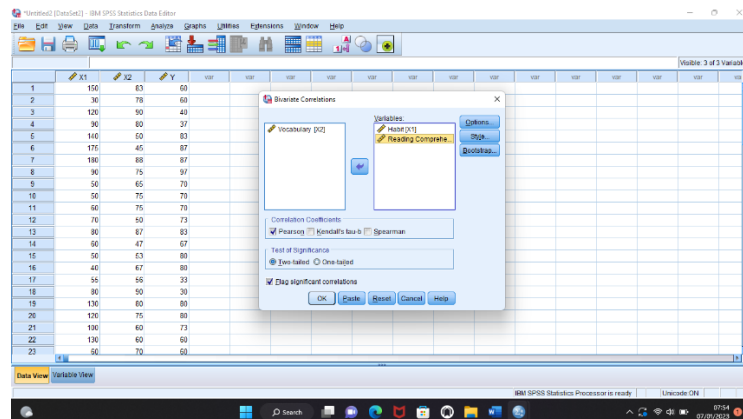 *Untitled2 [DataSet2] - IBM SPSS Statistics Data Editor
File Edit View Data Transform Analyze Graphs Utilities Extensions Window Help
Visible: 3 of 3 Variabl
X1 X2 Y var var var var var var var var var var var var
1 150 83 60
2 30 78 60
3 120 90 40
4 90 80 37
5 140 50 83
6 175 45 87
7 180 88 87
8 90 75 97
9 50 65 70
10 50 75 70
11 60 75 70
12 70 50 73
13 80 87 83
14 60 47 67
15 50 53 80
16 40 67 80
17 55 56 33
18 80 90 30
19 130 80 80
20 120 75 80
21 100 60 73
22 130 60 60
23 60 70 60
Bivariate Correlations
Variables:
Vocabulary [X2]
Habit [X1]
Reading Comprehe...
Options...
Style...
Bootstrap...
Correlation Coefficients
Pearson Kendall's tau-b Spearman
Test of Significance
Two-tailed One-tailed
Flag significant correlations
OK Paste Reset Cancel Help
Data View Variable View
IBM SPSS Statistics Processor is ready Unicode:ON
Search
07:54
07/01/2023